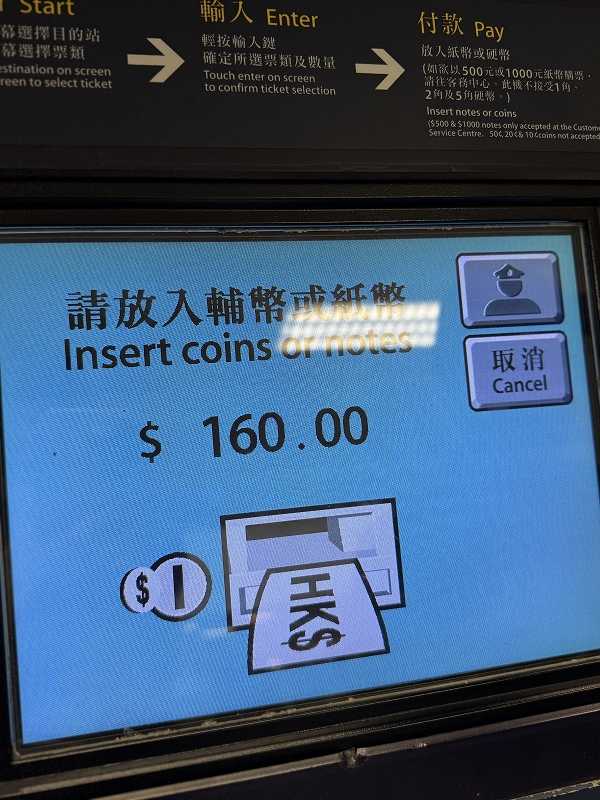 Start
幕選擇目的站
幕選擇票類
estination on screen
reen to select ticket
輸入 Enter
輕按輸入鍵
確定所選票類及數量
Touch enter on screen
to confirm ticket selection
付款 Pay
放入紙幣或硬幣
(如欲以500元或1000元紙幣購票，
請往客務中心。此機不接受1角、
2角及5角硬幣。)
Insert notes or coins
($500 & $1000 notes only accepted at the Custome
Service Centre. 50¢, 20¢ & 10¢ coins not accepted
請放入輔幣或紙幣
Insert coins or notes
$ 160.00
取消
Cancel
$ 1
HK$